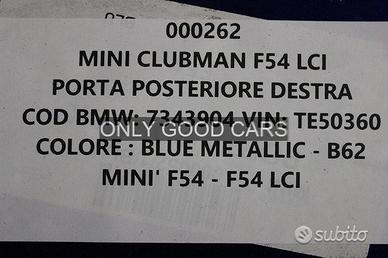 000262
MINI CLUBMAN F54 LCI
PORTA POSTERIORE DESTRA
COD BMW: 7343904 VIN: TE50360
ONLY GOOD CARS
COLORE : BLUE METALLIC - B62
MINI' F54 - F54 LCI
subito